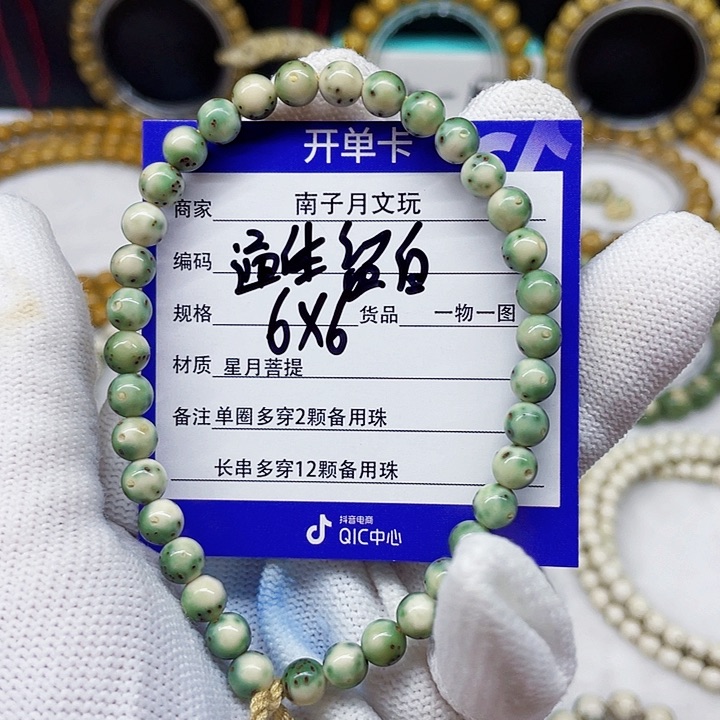 开单卡
商家 南子月文玩
编码 蛋白
规格 6X6 货品 一物一图
材质 星月菩提
备注 单圈多穿2颗备用珠
长串多穿12颗备用珠
抖音电商
QIC中心